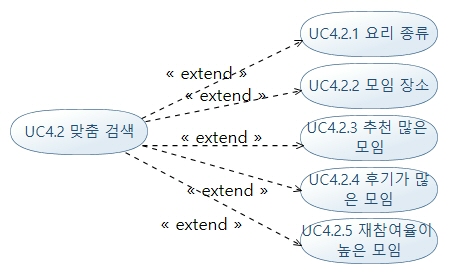 UC4.2.1 요리 종류
« extend »
UC4.2.2 모임 장소
« extend »
UC4.2 맞춤 검색
« extend »
UC4.2.3 추천 많은
모임
« extend »
UC4.2.4 후기가 많
은 모임
« extend »
UC4.2.5 재참여율이
높은 모임